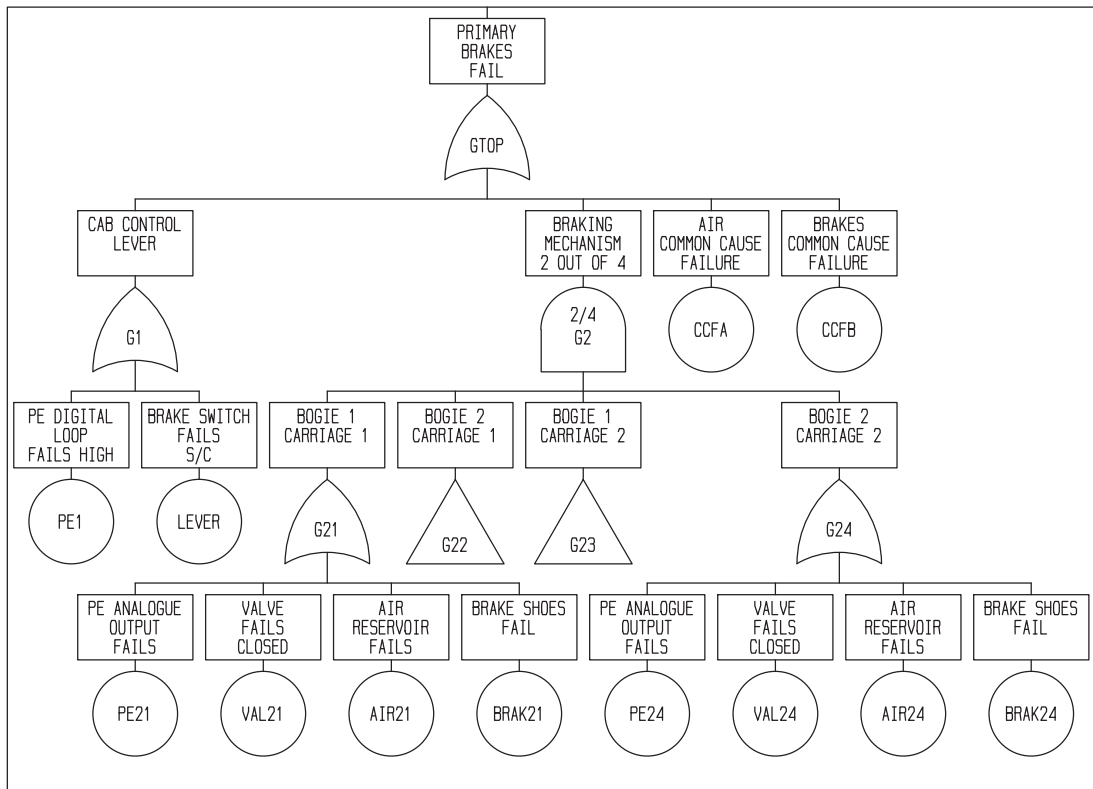 PRIMARY
BRAKES
FAIL
GTOP
CAB CONTROL
LEVER
BRAKING
MECHANISM
2 OUT OF 4
AIR
COMMON CAUSE
FAILURE
BRAKES
COMMON CAUSE
FAILURE
G1
2/4
G2
CCFA
CCFB
PE DIGITAL
LOOP
FAILS HIGH
BRAKE SWITCH
FAILS
S/C
BOGIE 1
CARRIAGE 1
BOGIE 2
CARRIAGE 1
BOGIE 1
CARRIAGE 2
BOGIE 2
CARRIAGE 2
PE1
LEVER
G21
G22
G23
G24
PE ANALOGUE
OUTPUT
FAILS
VALVE
FAILS
CLOSED
AIR
RESERVOIR
FAILS
BRAKE SHOES
FAIL
PE ANALOGUE
OUTPUT
FAILS
VALVE
FAILS
CLOSED
AIR
RESERVOIR
FAILS
BRAKE SHOES
FAIL
PE21
VAL21
AIR21
BRAK21
PE24
VAL24
AIR24
BRAK24